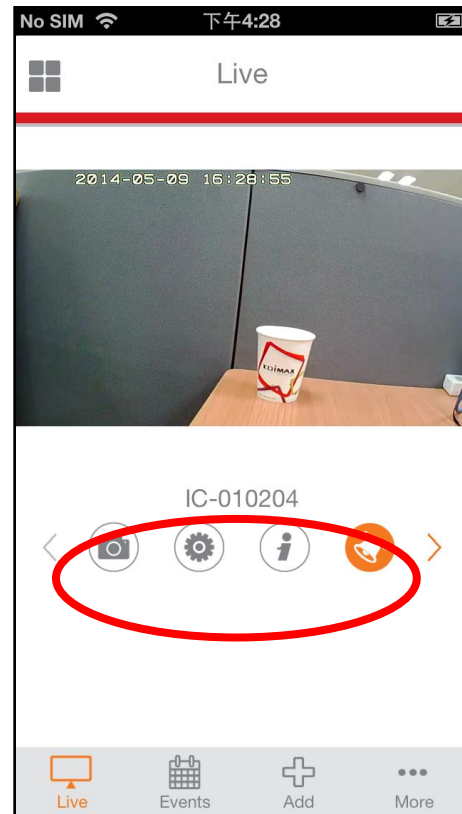 No SIM 下午4:28
Live
2014-05-09 16:28:55
EDIMAX
IC-010204
Live Events Add More